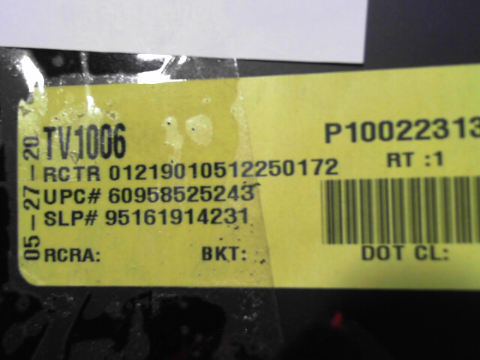 05-27-20
TV1006
P10022313
RCTR 01219010512250172
RT :1
UPC# 60958525243
SLP# 95161914231
RCRA:
BKT:
DOT CL: